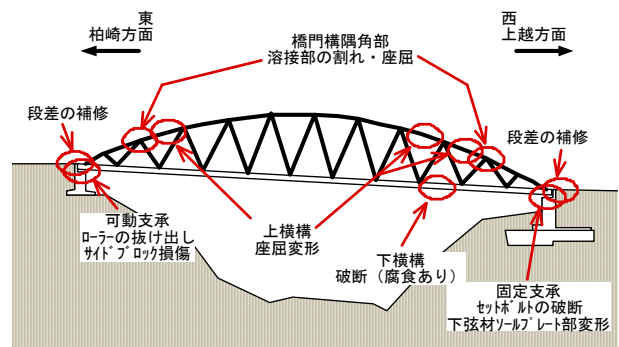 東
柏崎方面
西
上越方面
橋門構隅角部
溶接部の割れ・座屈
段差の補修
段差の補修
可動支承
ローラーの抜け出し
サイドブロック損傷
上横構
座屈変形
下横構
破断（腐食あり）
固定支承
セットボルトの破断
下弦材ソールプレート部変形